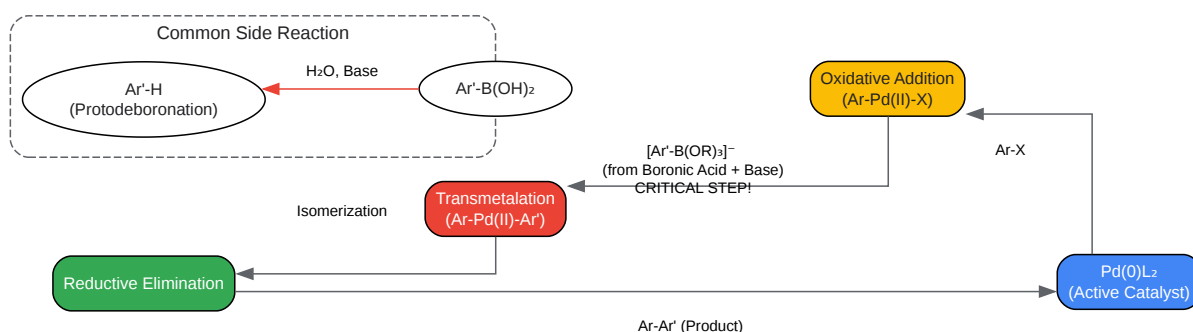 Common Side Reaction
H₂O, Base
Ar'-H
(Protodeboronation)
Ar'-B(OH)₂
Oxidative Addition
(Ar-Pd(II)-X)
Ar-X
[Ar'-B(OR)₃]⁻
(from Boronic Acid + Base)
CRITICAL STEP!
Transmetalation
(Ar-Pd(II)-Ar')
Isomerization
Reductive Elimination
Pd(0)L₂
(Active Catalyst)
Ar-Ar' (Product)